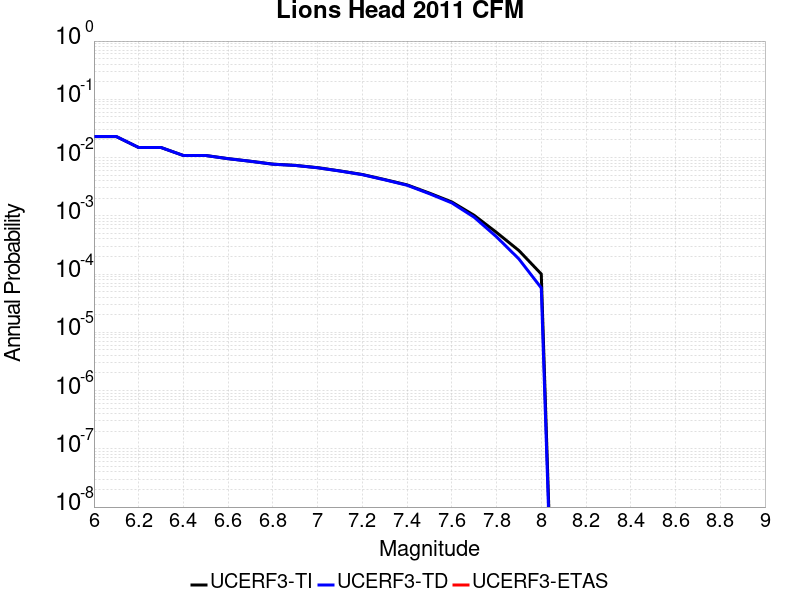 Lions Head 2011 CFM
10^0
10^-1
10^-2
10^-3
10^-4
10^-5
10^-6
10^-7
10^-8
Annual Probability
6 6.2 6.4 6.6 6.8 7 7.2 7.4 7.6 7.8 8 8.2 8.4 8.6 8.8 9
Magnitude
UCERF3-TI UCERF3-TD UCERF3-ETAS